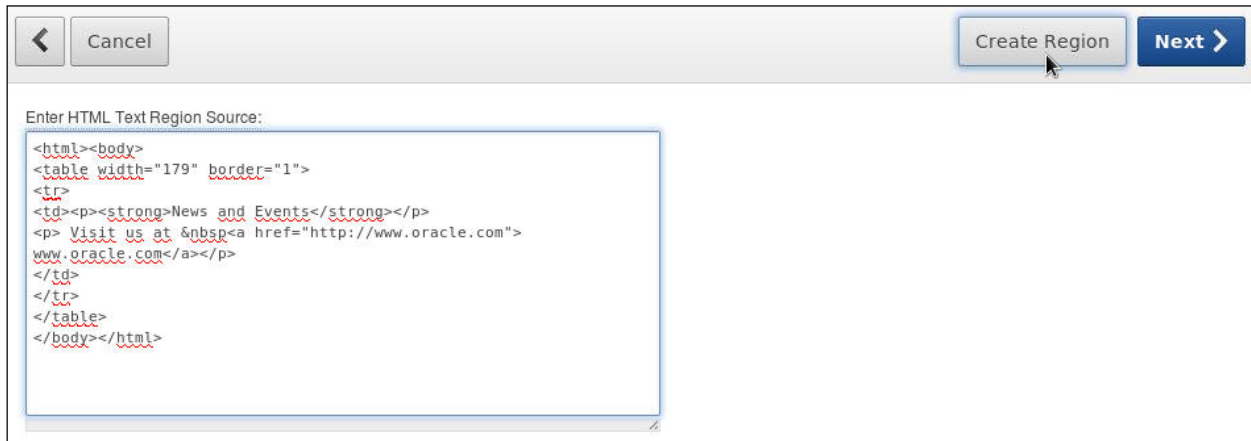 Cancel
Create Region
Next
Enter HTML Text Region Source:
<html><body>
<table width="179" border="1">
<tr>
<td><p><strong>News and Events</strong></p>
<p> Visit us at &nbsp<a href="http://www.oracle.com">
www.oracle.com</a></p>
</td>
</tr>
</table>
</body></html>